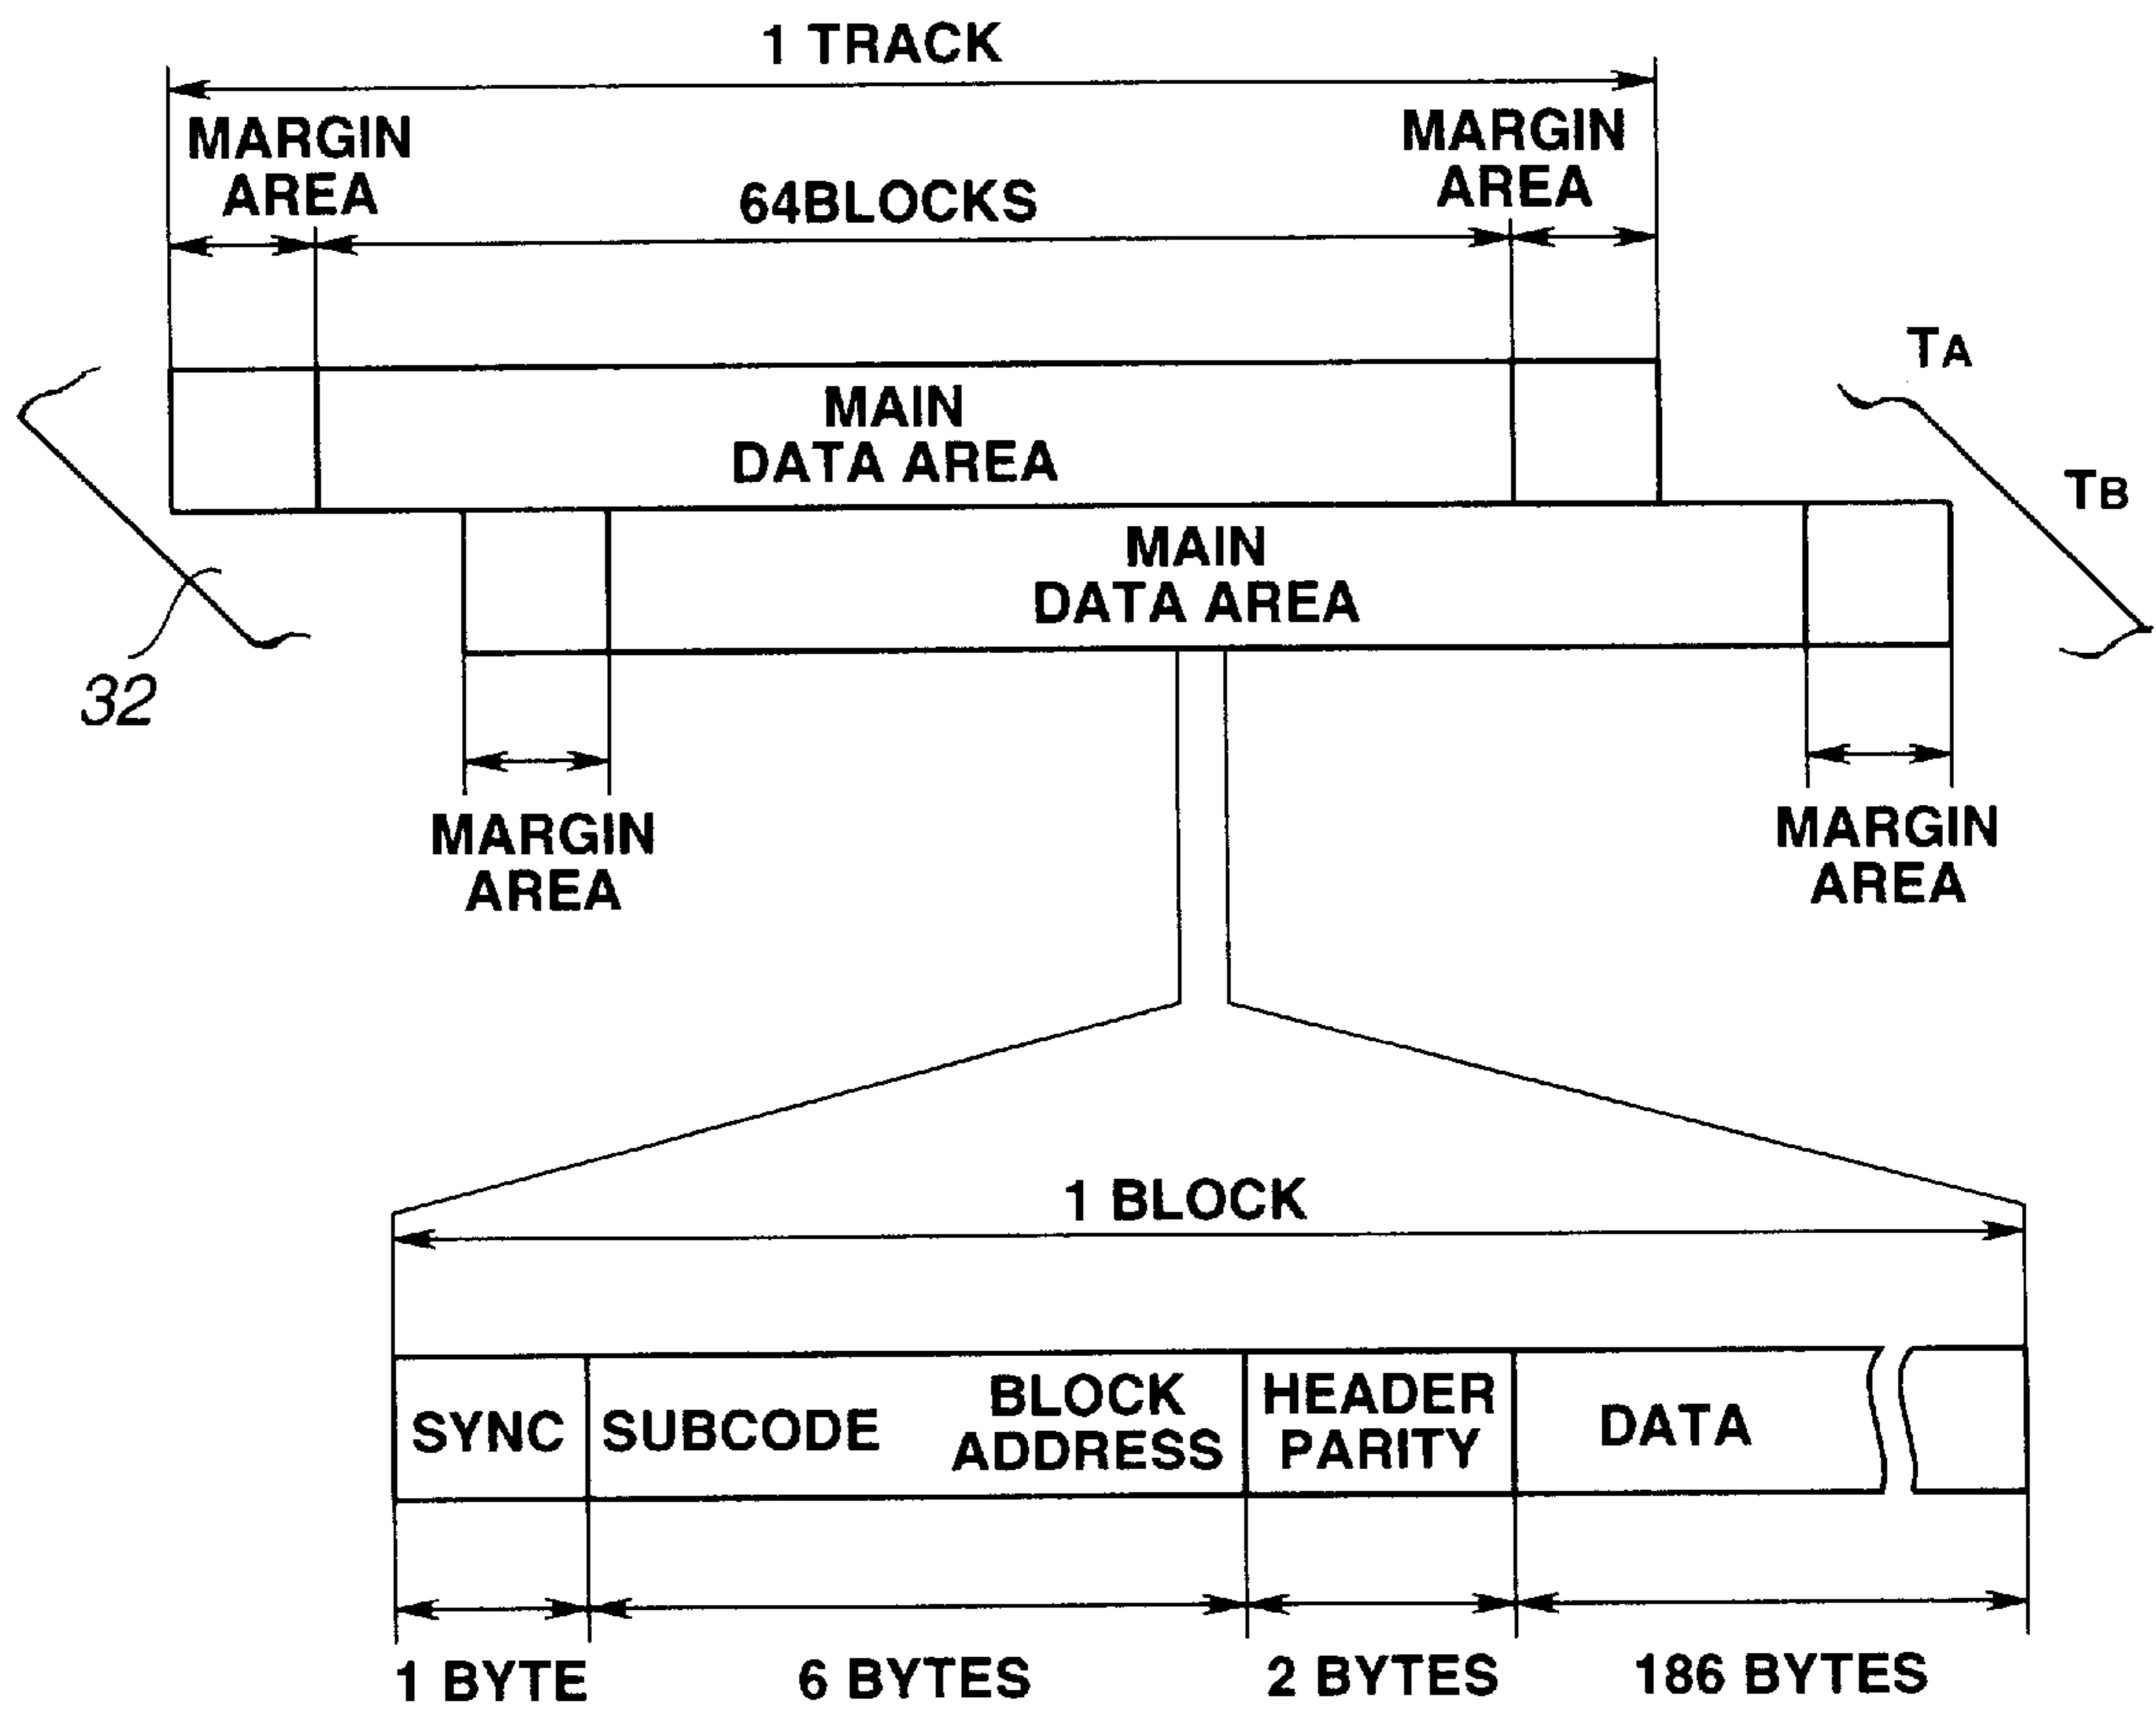 1 TRACK
MARGIN
AREA
64BLOCKS
MARGIN
AREA
TA
MAIN
DATA AREA
TB
MAIN
DATA AREA
32
MARGIN
AREA
MARGIN
AREA
1 BLOCK
SYNC
SUBCODE
BLOCK
ADDRESS
HEADER
PARITY
DATA
1 BYTE
6 BYTES
2 BYTES
186 BYTES